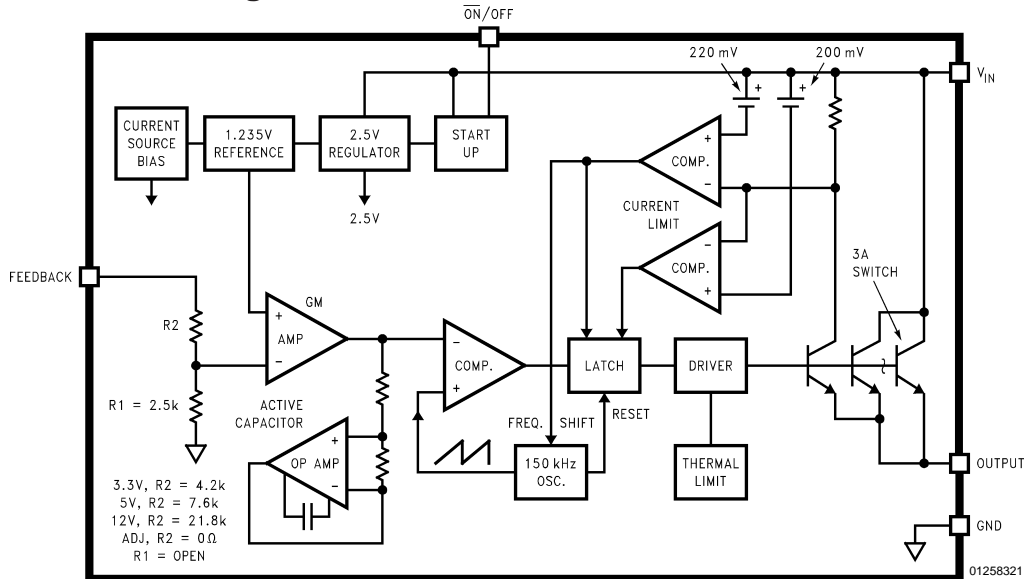 ON/OFF
220 mV
200 mV
VIN
CURRENT
SOURCE
BIAS
1.235V
REFERENCE
2.5V
REGULATOR
START
UP
+
+
+
COMP.
−
2.5V
CURRENT
LIMIT
−
COMP.
+
3A
SWITCH
FEEDBACK
GM
R2
+
AMP
−
−
COMP.
+
LATCH
DRIVER
R1 = 2.5k
ACTIVE
CAPACITOR
FREQ. SHIFT
RESET
+
OP AMP
−
150 kHz
OSC.
THERMAL
LIMIT
OUTPUT
3.3V, R2 = 4.2k
5V, R2 = 7.6k
12V, R2 = 21.8k
ADJ, R2 = 0Ω
R1 = OPEN
GND
01258321